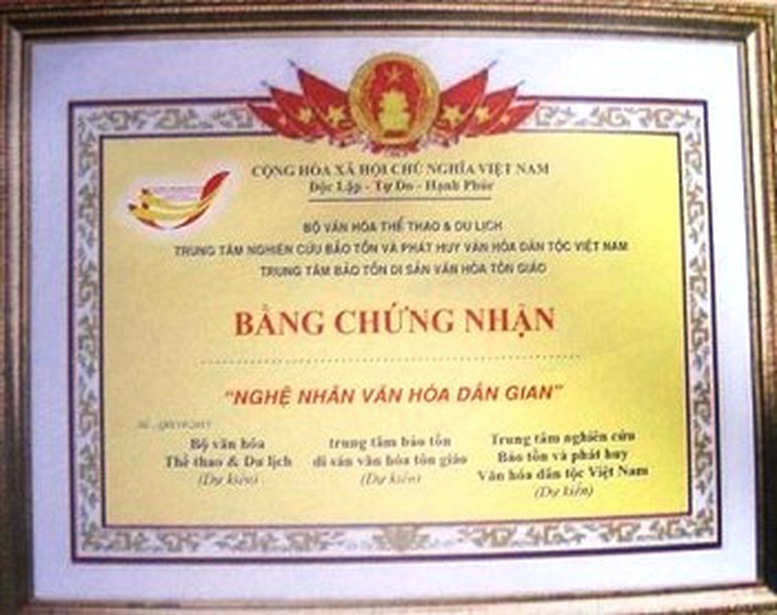 CỘNG HÒA XÃ HỘI CHỦ NGHĨA VIỆT NAM
Độc Lập - Tự Do - Hạnh Phúc
BỘ VĂN HÓA THỂ THAO & DU LỊCH
TRUNG TÂM NGHIÊN CỨU BẢO TỒN VÀ PHÁT HUY VĂN HÓA DÂN TỘC VIỆT NAM
TRUNG TÂM BẢO TỒN DI SẢN VĂN HÓA TÔN GIÁO
BẰNG CHỨNG NHẬN
"NGHỆ NHÂN VĂN HÓA DÂN GIAN"
Bộ văn hóa
Thể thao & Du lịch
(Dự kiến)
trung tâm bảo tồn
di sản văn hóa tôn giáo
(Dự kiến)
Trung tâm nghiên cứu
Bảo tồn và phát huy
Văn hóa dân tộc Việt Nam
(Dự kiến)